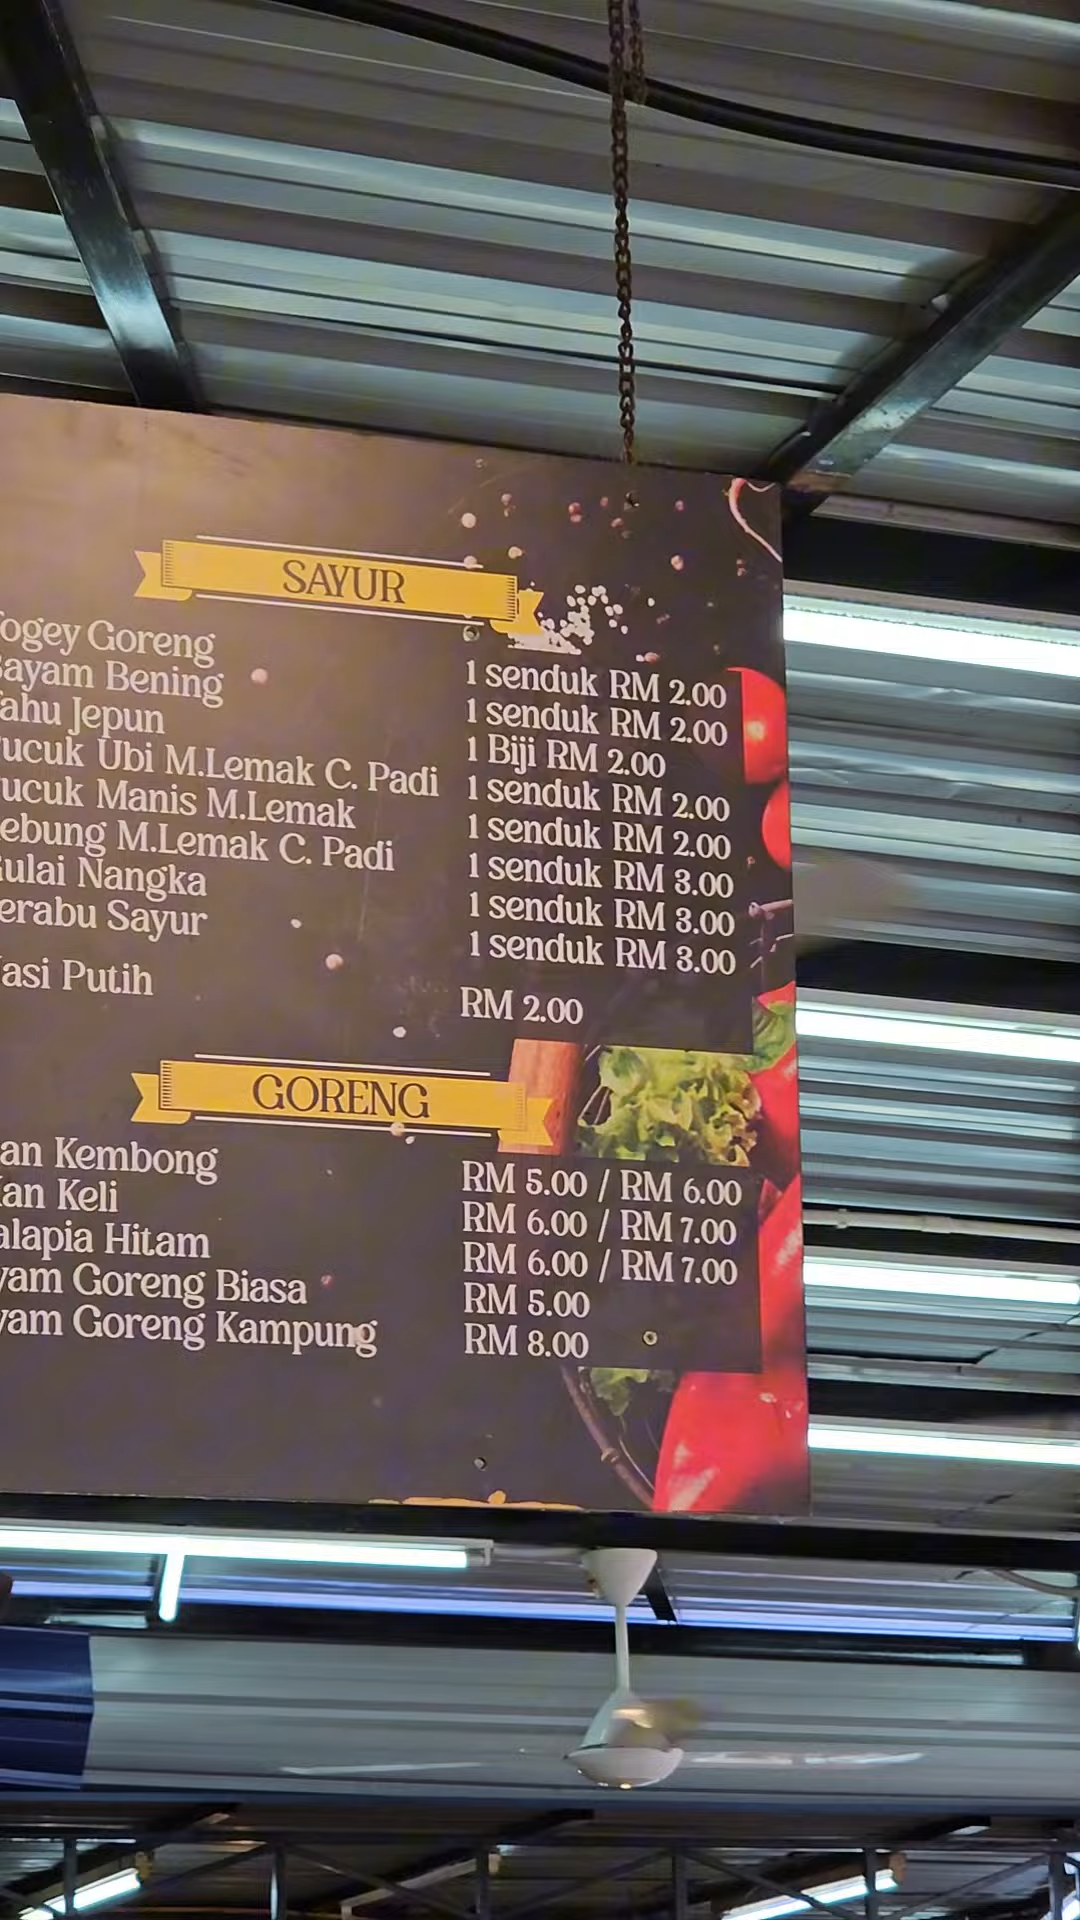 SAYUR
ogey Goreng
1 senduk RM 2.00
ayam Bening
1 senduk RM 2.00
ahu Jepun
1 Biji RM 2.00
ucuk Ubi M.Lemak C. Padi
1 senduk RM 2.00
ucuk Manis M.Lemak
1 senduk RM 2.00
ebung M.Lemak C. Padi
1 senduk RM 3.00
ulai Nangka
1 senduk RM 3.00
erabu Sayur
1 senduk RM 3.00
asi Putih
RM 2.00
GORENG
an Kembong
RM 5.00 / RM 6.00
an Keli
RM 6.00 / RM 7.00
alapia Hitam
RM 6.00 / RM 7.00
yam Goreng Biasa
RM 5.00
yam Goreng Kampung
RM 8.00